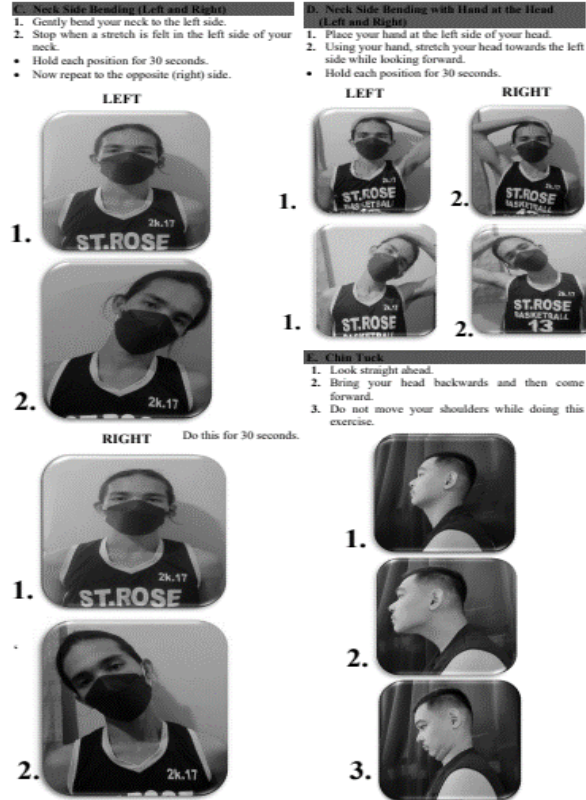 C. Neck Side Bending (Left and Right)
1. Gently bend your neck to the left side.
2. Stop when a stretch is felt in the left side of your
neck.
• Hold each position for 30 seconds.
• Now repeat to the opposite (right) side.
LEFT
1.
2k.17
ST.ROSE
2.
2k.17
RIGHT
Do this for 30 seconds.
1.
2k.17
ST.ROSE
2.
2k.17
D. Neck Side Bending with Hand at the Head
(Left and Right)
1. Place your hand at the left side of your head.
2. Using your hand, stretch your head towards the left
side while looking forward.
• Hold each position for 30 seconds.
LEFT
RIGHT
1.
2k.17
ST.ROSE
BASKETBALL
2.
ST.ROSE
BASKETBALL
1.
ST.ROSE
2.
ST.ROSE
BASKETBALL
13
E. Chin Tuck
1. Look straight ahead.
2. Bring your head backwards and then come
forward.
3. Do not move your shoulders while doing this
exercise.
1.
2.
3.